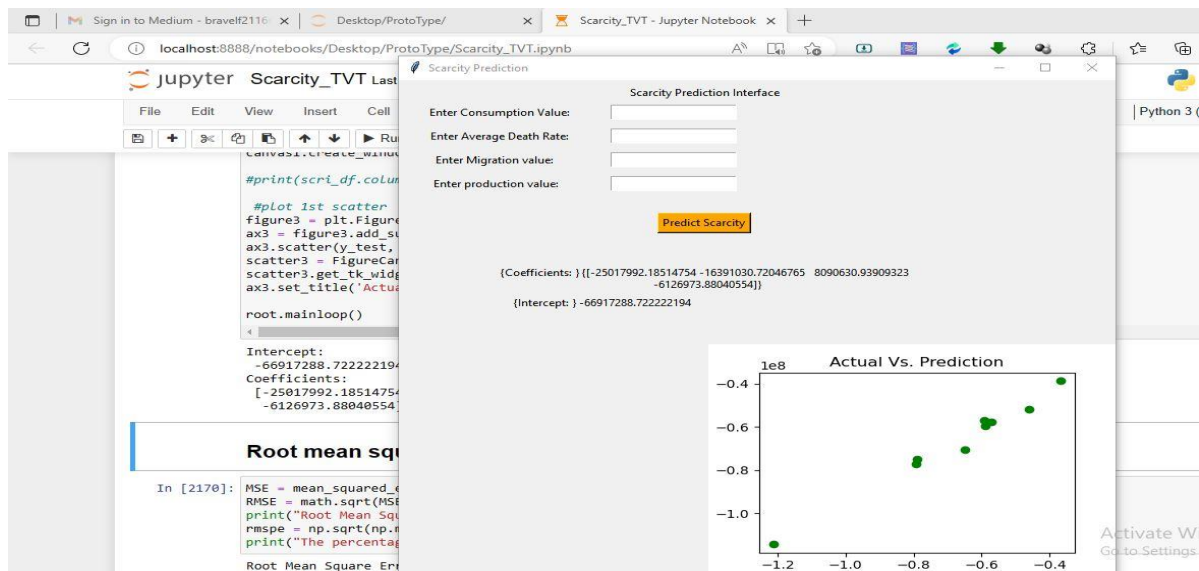 Sign in to Medium - bravelf2116
Desktop/ProtoType/
Scarcity_TVT - Jupyter Notebook
localhost:8888/notebooks/Desktop/ProtoType/Scarcity_TVT.ipynb
jupyter Scarcity_TVT Last
Scarcity Prediction
File Edit View Insert Cell
Python 3 (
Ru
Scarcity Prediction Interface
Enter Consumption Value:
Enter Average Death Rate:
Enter Migration value:
Enter production value:
Predict Scarcity
{Coefficients: } {[-25017992.18514754 -16391030.72046765 8090630.93909323
-6126973.88040554]}
{Intercept: } -66917288.722222194
canvas1.create_windo
#print(scri_df.colum
#plot 1st scatter
figure3 = plt.Figure
ax3 = figure3.add_su
ax3.scatter(y_test,
scatter3 = FigureCan
scatter3.get_tk_widg
ax3.set_title('Actua
root.mainloop()
Intercept:
-66917288.722222194
Coefficients:
[-25017992.1851475
-6126973.88040554]
Root mean squ
In [2170]: MSE = mean_squared_e
RMSE = math.sqrt(MSE
print("Root Mean Squ
rmspe = np.sqrt(np.m
print("The percentag
Root Mean Square Err
1e8 Actual Vs. Prediction
−0.4
−0.6
−0.8
−1.0
−1.2 −1.0 −0.8 −0.6 −0.4
Activate Wi
Go to Settings